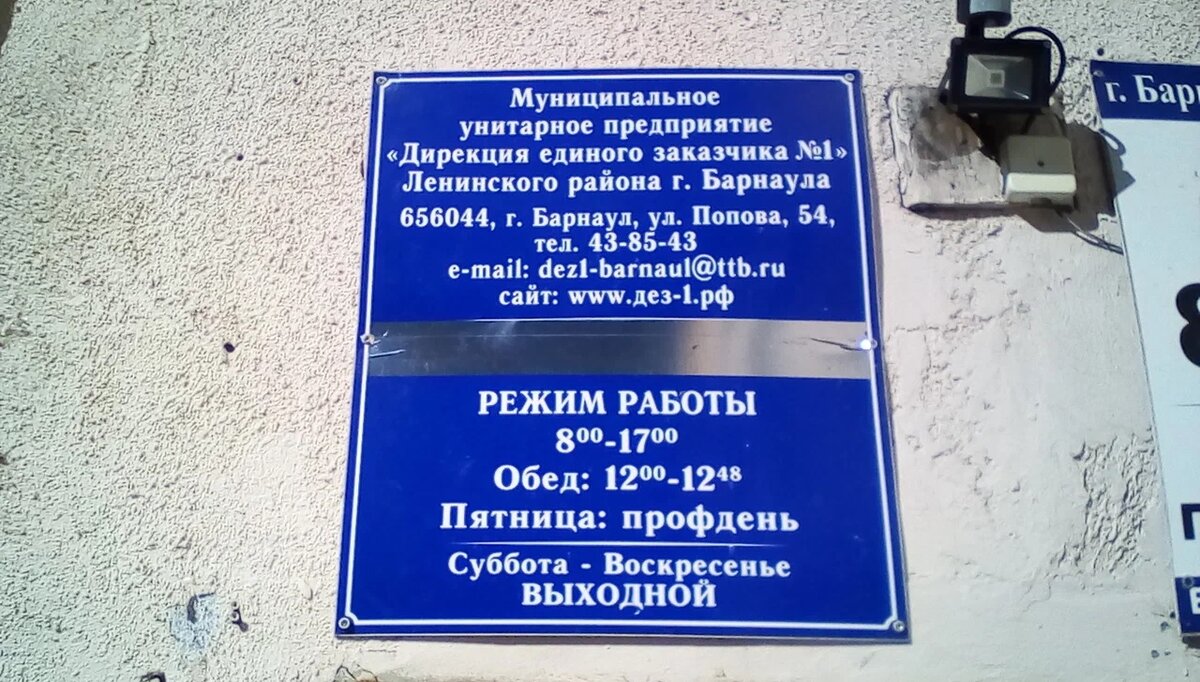 Муниципальное
унитарное предприятие
«Дирекция единого заказчика №1»
Ленинского района г. Барнаула
656044, г. Барнаул, ул. Попова, 54,
тел. 43-85-43
e-mail: dez1-barnaul@ttb.ru
сайт: www.дез-1.рф
РЕЖИМ РАБОТЫ
8⁰⁰-17⁰⁰
Обед: 12⁰⁰-12⁴⁸
Пятница: профдень
Суббота - Воскресенье
ВЫХОДНОЙ
г.